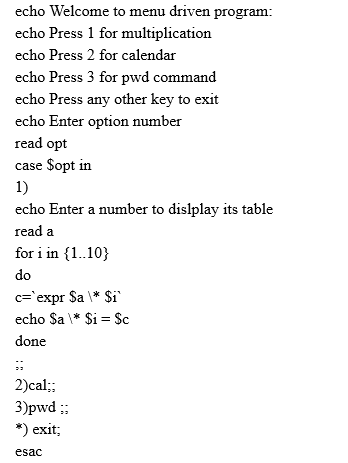 echo Welcome to menu driven program:
echo Press 1 for multiplication
echo Press 2 for calendar
echo Press 3 for pwd command
echo Press any other key to exit
echo Enter option number
read opt
case $opt in
1)
echo Enter a number to dislplay its table
read a
for i in {1..10}
do
c=`expr $a \* $i`
echo $a \* $i = $c
done
;;
2)cal;;
3)pwd ;;
*) exit;
esac